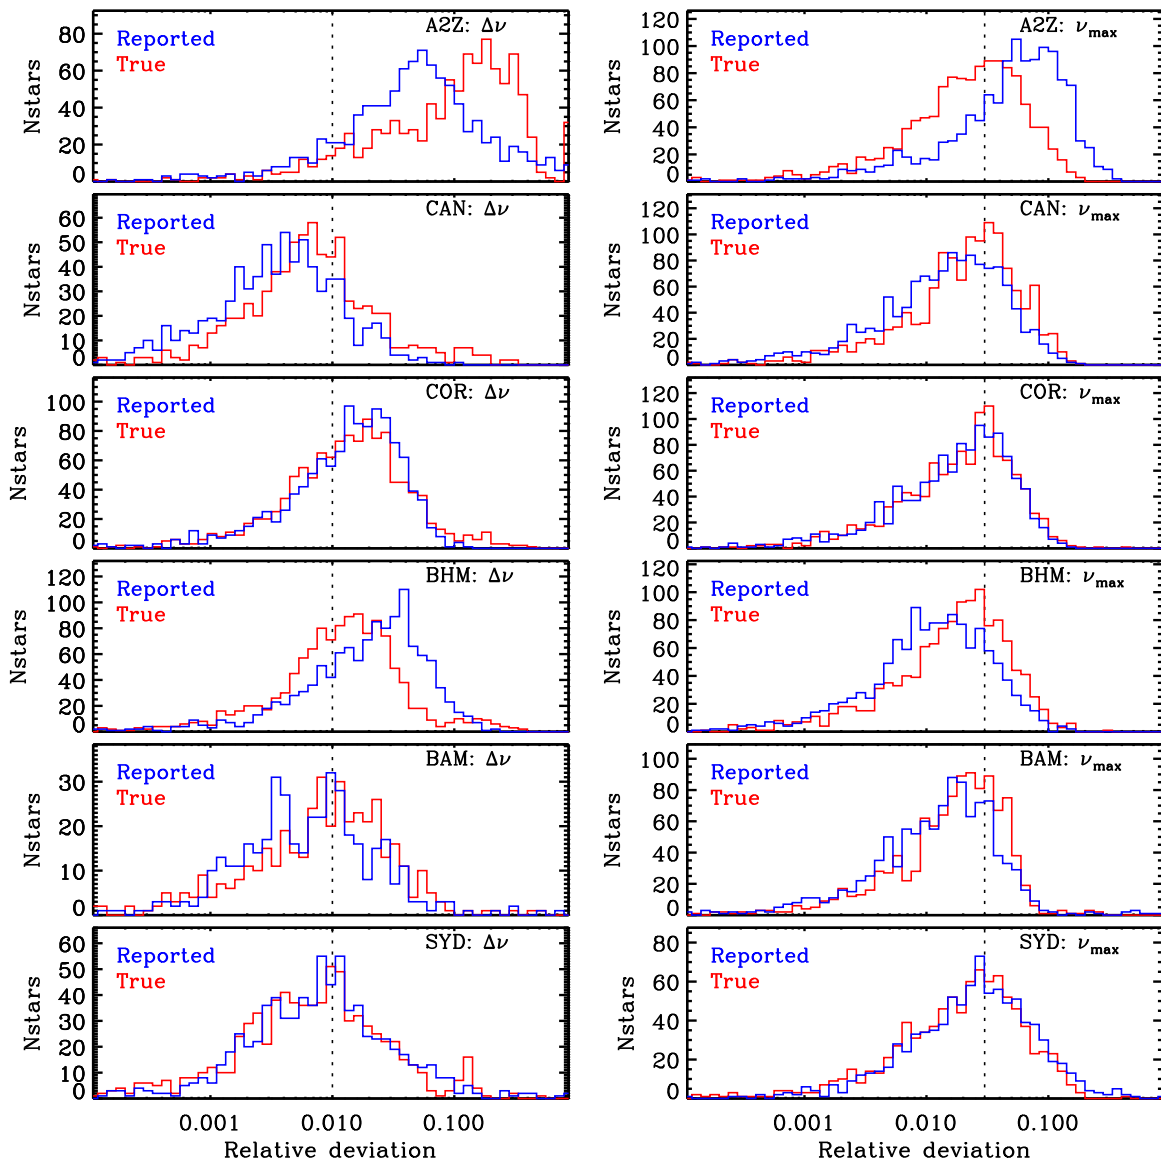 A2Z: Δν
Reported
True
Nstars
80
60
40
20
0
A2Z: νmax
Reported
True
Nstars
120
100
80
60
40
20
0
CAN: Δν
Reported
True
Nstars
60
50
40
30
20
10
0
CAN: νmax
Reported
True
Nstars
120
100
80
60
40
20
0
COR: Δν
Reported
True
Nstars
100
80
60
40
20
0
COR: νmax
Reported
True
Nstars
120
100
80
60
40
20
0
BHM: Δν
Reported
True
Nstars
120
100
80
60
40
20
0
BHM: νmax
Reported
True
Nstars
120
100
80
60
40
20
0
BAM: Δν
Reported
True
Nstars
30
20
10
0
BAM: νmax
Reported
True
Nstars
100
80
60
40
20
0
SYD: Δν
Reported
True
Nstars
60
50
40
30
20
10
0
0.001 0.010 0.100
Relative deviation
SYD: νmax
Reported
True
Nstars
80
60
40
20
0
0.001 0.010 0.100
Relative deviation